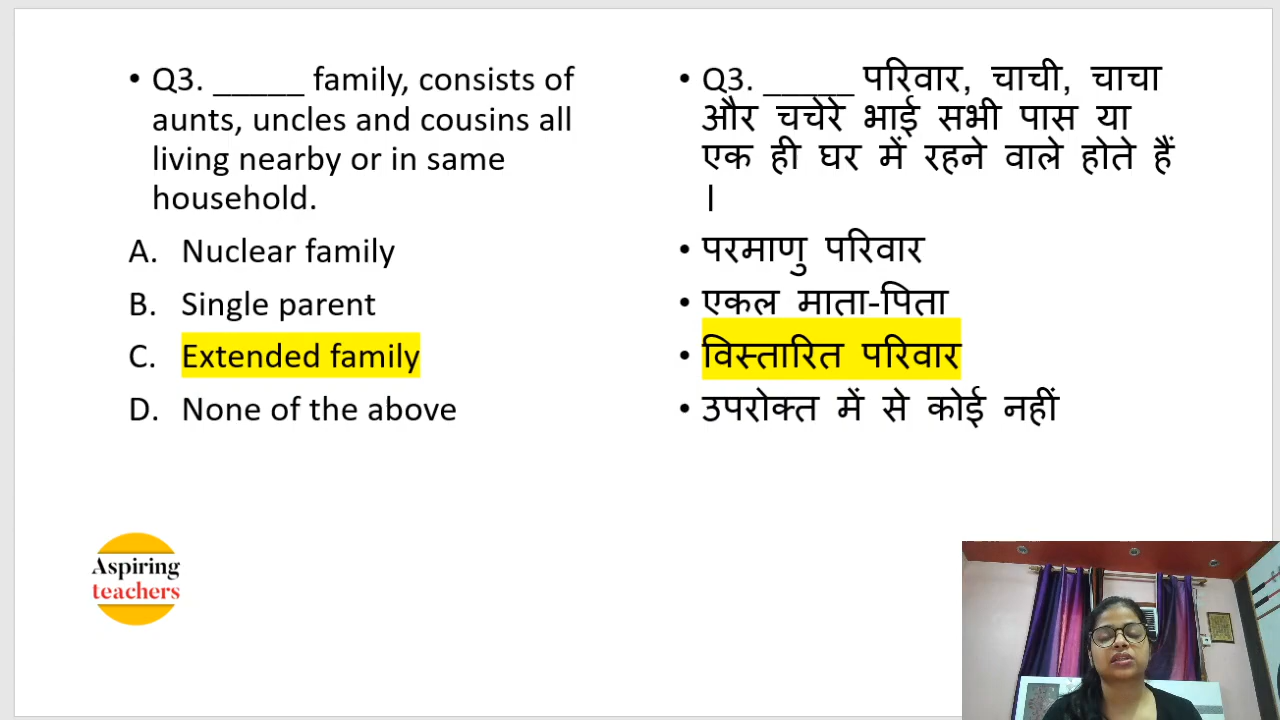 • Q3. _____ family, consists of
aunts, uncles and cousins all
living nearby or in same
household.
A. Nuclear family
B. Single parent
C. Extended family
D. None of the above
• Q3. _____ परिवार, चाची, चाचा
और चचेरे भाई सभी पास या
एक ही घर में रहने वाले होते हैं
|
• परमाणु परिवार
• एकल माता-पिता
• विस्तारित परिवार
• उपरोक्त में से कोई नहीं
Aspiring
teachers